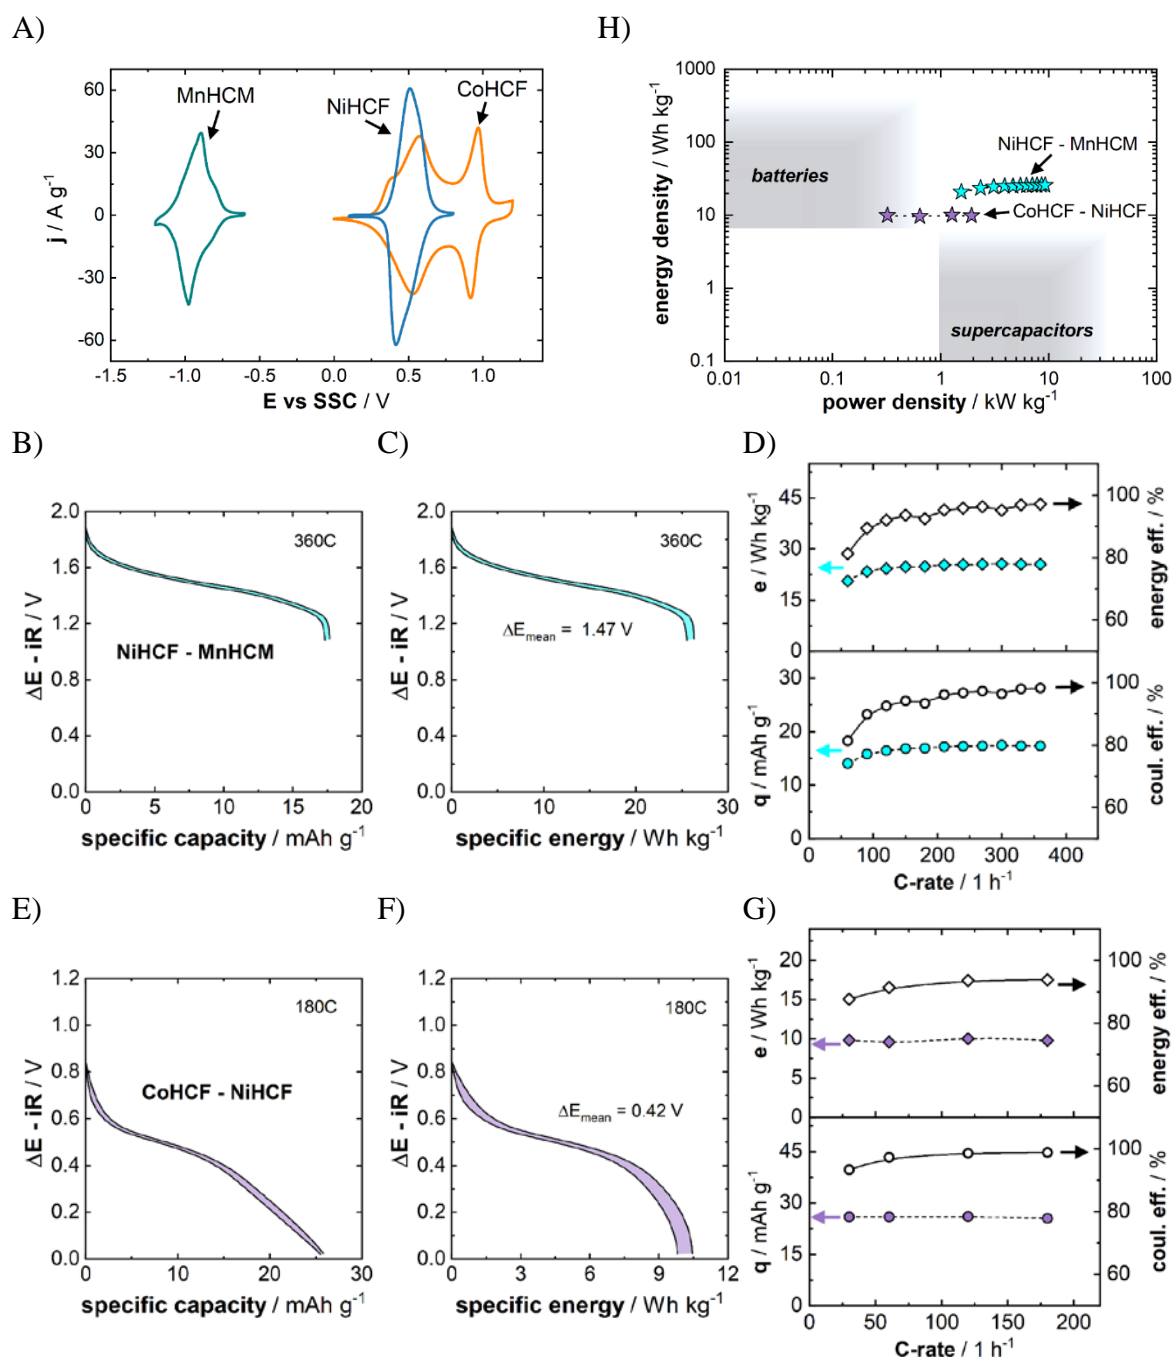 A)
MnHCM
NiHCF
CoHCF
60
30
0
-30
-60
j / A g⁻¹
-1.5
-1.0
-0.5
0.0
0.5
1.0
E vs SSC / V
H)
1000
100
10
1
0.1
energy density / Wh kg⁻¹
NiHCF - MnHCM
batteries
CoHCF - NiHCF
supercapacitors
0.01
0.1
1
10
100
power density / kW kg⁻¹
B)
2.0
1.6
1.2
0.8
0.4
0.0
ΔE - iR / V
360C
NiHCF - MnHCM
0
5
10
15
20
specific capacity / mAh g⁻¹
C)
2.0
1.6
1.2
0.8
0.4
0.0
ΔE - iR / V
360C
ΔEmean = 1.47 V
0
10
20
30
specific energy / Wh kg⁻¹
D)
45
30
15
0
e / Wh kg⁻¹
100
80
60
energy eff. / %
30
20
10
0
q / mAh g⁻¹
100
80
60
coul. eff. / %
0
100
200
300
400
C-rate / 1 h⁻¹
E)
1.2
1.0
0.8
0.6
0.4
0.2
0.0
ΔE - iR / V
180C
CoHCF - NiHCF
0
10
20
30
specific capacity / mAh g⁻¹
F)
1.2
1.0
0.8
0.6
0.4
0.2
0.0
ΔE - iR / V
180C
ΔEmean = 0.42 V
0
3
6
9
12
specific energy / Wh kg⁻¹
G)
20
15
10
5
0
e / Wh kg⁻¹
100
80
60
energy eff. / %
45
30
15
0
q / mAh g⁻¹
100
80
60
coul. eff. / %
0
50
100
150
200
C-rate / 1 h⁻¹